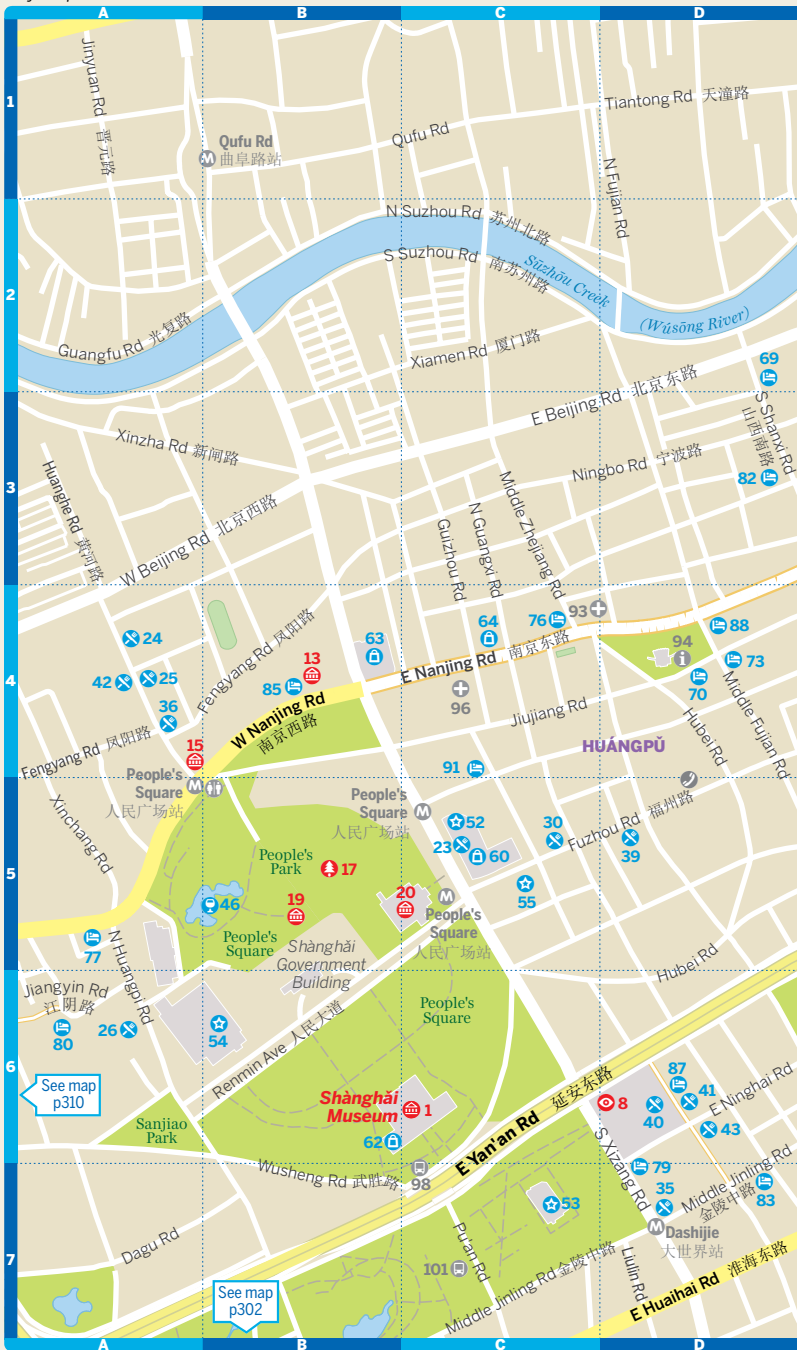 A B C D
1
Jinyuan Rd 晋元路
Qufu Rd
曲阜路站
Qufu Rd
Tiantong Rd 天潼路
N Fujian Rd
N Suzhou Rd 苏州北路
S Suzhou Rd 南苏州路
Sūzhōu Creek
(Wúsōng River)
2
Guangfu Rd 光复路
Xiamen Rd 厦门路
69
E Beijing Rd 北京东路
S Shanxi Rd
山西南路
Xinzha Rd 新闸路
Ningbo Rd 宁波路
82
3
Huanghe Rd 黄河路
W Beijing Rd 北京西路
Guizhou Rd
N Guangxi Rd
Middle Zhejiang Rd
24
Fengyang Rd 凤阳路
63
64
76
93
88
94
13
E Nanjing Rd 南京东路
73
4
42
25
85
96
70
36
W Nanjing Rd
南京西路
Jiujiang Rd
Middle Fujian Rd
Hubei Rd
HUÁNGPǓ
Fengyang Rd 凤阳路
15
91
People's
Square
人民广场站
Xinchang Rd
People's
Square
人民广场站
52
30
Fuzhou Rd 福州路
39
23
60
5
People's
Park
17
55
46
19
20
People's
Square
人民广场站
People's
Square
Shànghǎi
Government
Building
77
N Huangpi Rd
Hubei Rd
Jiangyin Rd
江阴路
People's
Square
80
26
54
Renmin Ave 人民大道
6
See map
p310
Shànghǎi
Museum
1
E Yan'an Rd 延安东路
8
87
41
E Ninghai Rd
40
43
Sanjiao
Park
62
S Xizang Rd
Wusheng Rd 武胜路
98
79
Middle Jinling Rd
金陵中路
35
83
53
Dashijie
大世界站
Dagu Rd
Pu'an Rd
7
101
Middle Jinling Rd 金陵中路
Liulin Rd
E Huaihai Rd 淮海东路
See map
p302
A B C D